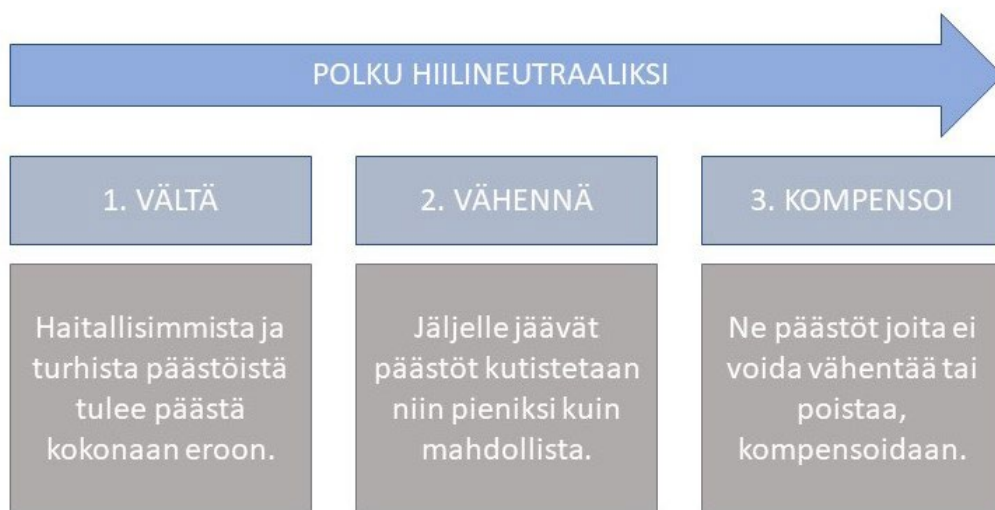 POLKU HIILINEUTRAALIKSI
1. VÄLTÄ
Haitallisimmista ja
turhista päästöistä
tulee päästä
kokonaan eroon.
2. VÄHENNÄ
Jäljelle jäävät
päästöt kutistetaan
niin pieniksi kuin
mahdollista.
3. KOMPENSOI
Ne päästöt joita ei
voida vähentää tai
poistaa,
kompensoidaan.